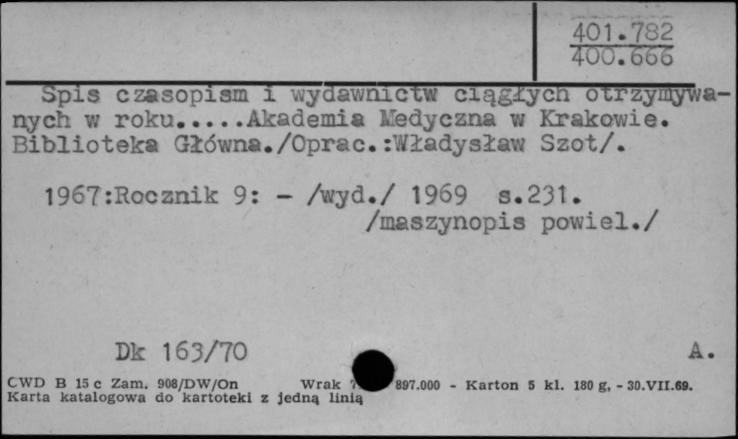 401.782
400.666
Spis czasopism i wydawnictw ciągłych otrzymywa-
nych w roku.....Akademia Medyczna w Krakowie.
Biblioteka Główna./Oprac.:Władysław Szot/.
1967:Rocznik 9: - /wyd./ 1969 s.231.
/maszynopis powiel./
Dk 163/70 A.
CWD B 15 c Zam. 908/DW/On Wrak 897.000 - Karton 5 kl. 180 g, - 30.VII.69.
Karta katalogowa do kartoteki z jedną linią